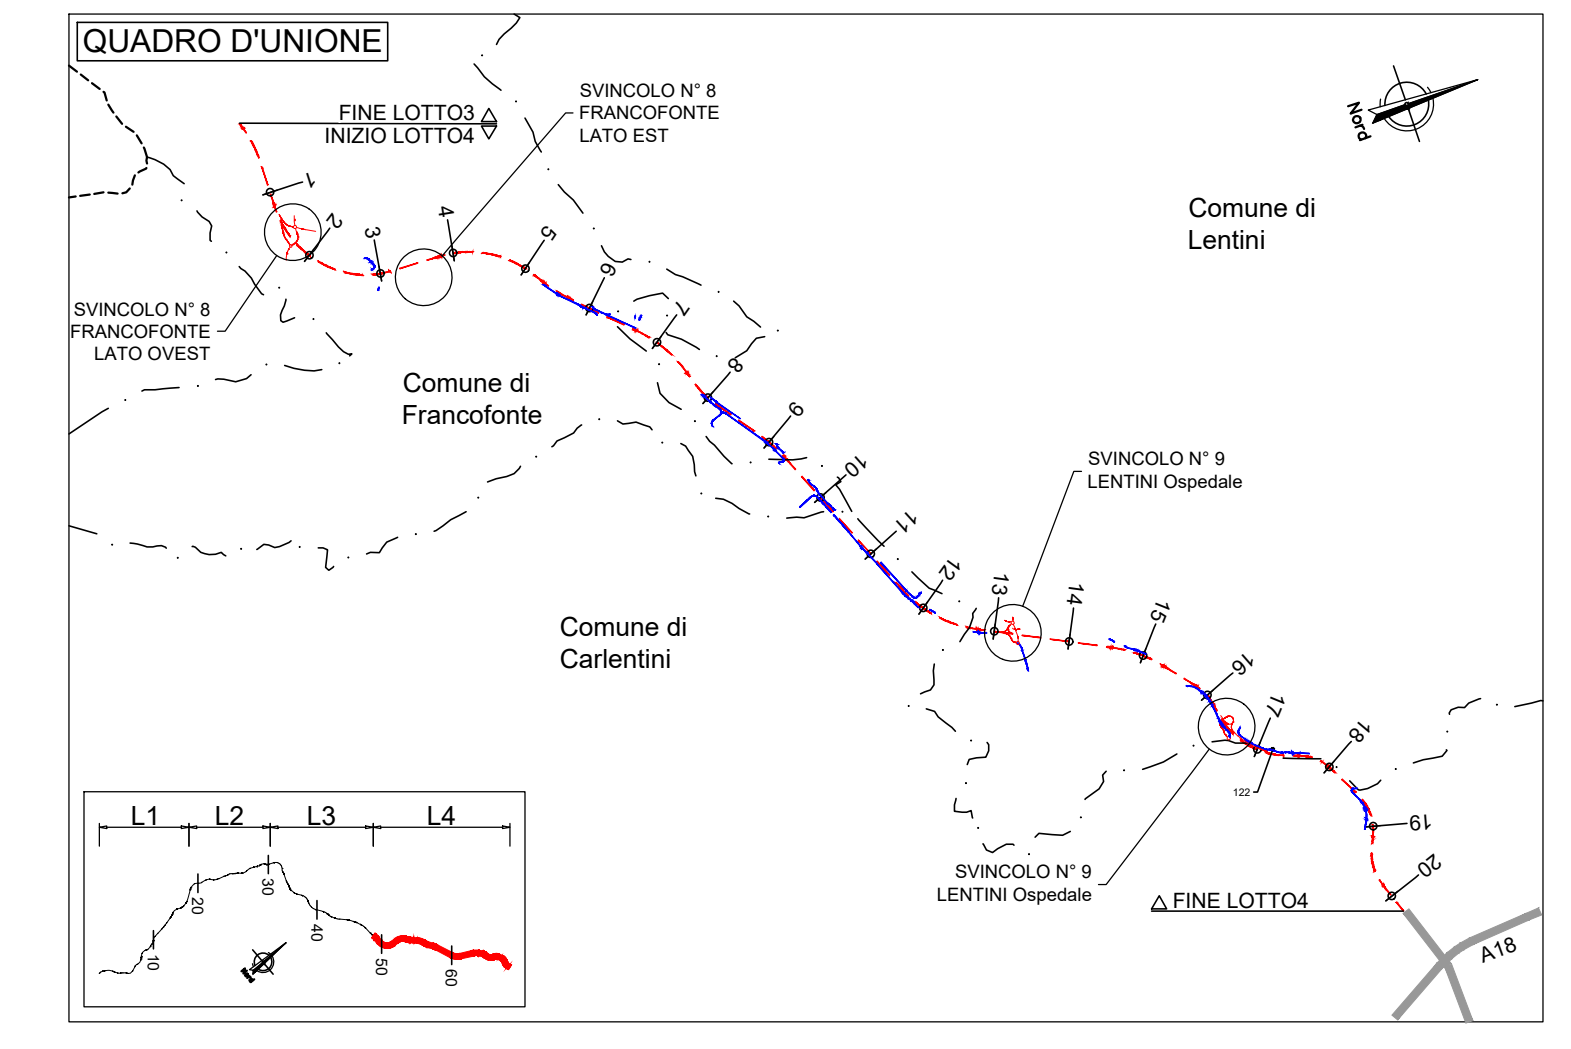 QUADRO D'UNIONE
FINE LOTTO3
INIZIO LOTTO4
SVINCOLO N° 8
FRANCOFONTE
LATO EST
Nord
Comune di
Lentini
1
2
3
4
5
6
7
8
9
10
11
12
13
14
15
16
17
18
19
20
SVINCOLO N° 8
FRANCOFONTE
LATO OVEST
Comune di
Francofonte
SVINCOLO N° 9
LENTINI Ospedale
Comune di
Carlentini
122
SVINCOLO N° 9
LENTINI Ospedale
FINE LOTTO4
A18
L1 L2 L3 L4
10
20
30
40
50
60
Nord